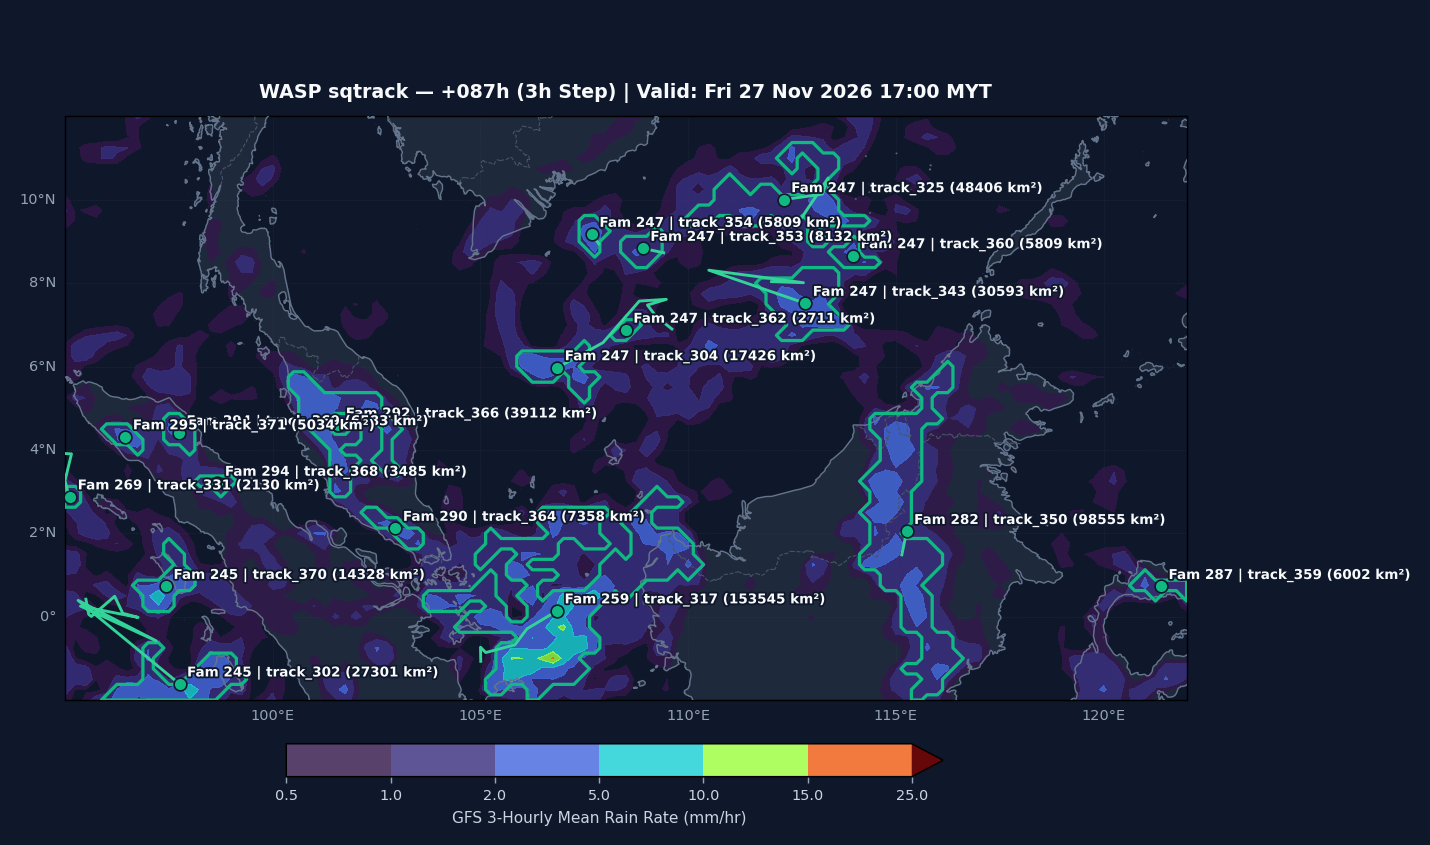 WASP sqtrack — +087h (3h Step) | Valid: Fri 27 Nov 2026 17:00 MYT
10°N
8°N
6°N
4°N
2°N
0°
Fam 247 | track_325 (48406 km²)
Fam 247 | track_354 (5809 km²)
Fam 247 | track_353 (8132 km²)
Fam 247 | track_360 (5809 km²)
Fam 247 | track_343 (30593 km²)
Fam 247 | track_362 (2711 km²)
Fam 247 | track_304 (17426 km²)
Fam 292 | track_366 (39112 km²)
Fam 295 | track_371 (5034 km²)
Fam 294 | track_368 (3485 km²)
Fam 269 | track_331 (2130 km²)
Fam 290 | track_364 (7358 km²)
Fam 282 | track_350 (98555 km²)
Fam 245 | track_370 (14328 km²)
Fam 287 | track_359 (6002 km²)
Fam 259 | track_317 (153545 km²)
Fam 245 | track_302 (27301 km²)
100°E 105°E 110°E 115°E 120°E
0.5 1.0 2.0 5.0 10.0 15.0 25.0
GFS 3-Hourly Mean Rain Rate (mm/hr)